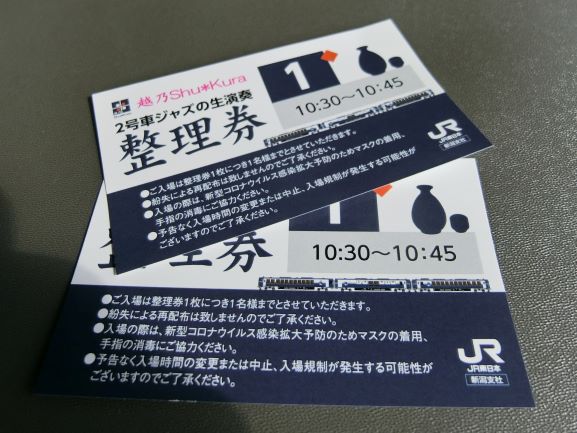 越乃Shu*Kura
2号車ジャズの生演奏
整理券
1
10:30〜10:45
●ご入場は整理券1枚につき1名様までとさせていただきます。
●紛失による再配布は致しませんのでご了承ください。
●入場の際は、新型コロナウイルス感染拡大予防のためマスクの着用、
手指の消毒にご協力ください。
●予告なく入場時間の変更または中止、入場規制が発生する可能性が
ございますのでご了承ください。
JR
JR東日本
新潟支社
整理券
1
10:30〜10:45
●ご入場は整理券1枚につき1名様までとさせていただきます。
●紛失による再配布は致しませんのでご了承ください。
●入場の際は、新型コロナウイルス感染拡大予防のためマスクの着用、
手指の消毒にご協力ください。
●予告なく入場時間の変更または中止、入場規制が発生する可能性が
ございますのでご了承ください。
JR
JR東日本
新潟支社